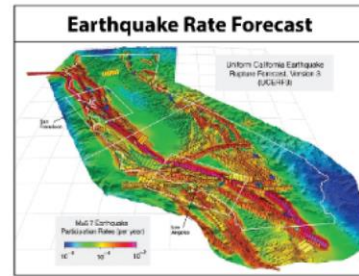 Earthquake Rate Forecast
Uniform California Earthquake
Rupture Forecast, Version 3
(UCERF3)
San
Francisco
Los
Angeles
M≥6.7 Earthquake
Participation Rates (per year)